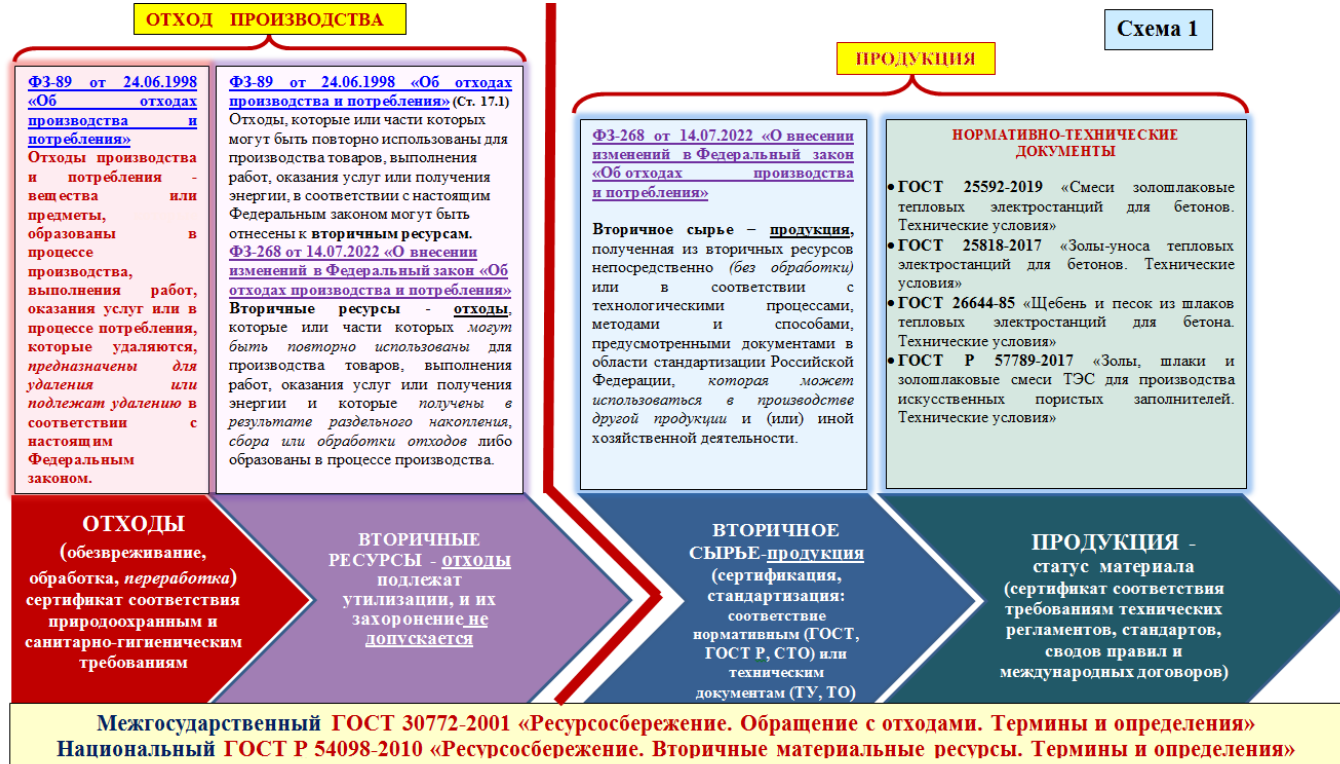 ОТХОД ПРОИЗВОДСТВА
Схема 1
ПРОДУКЦИЯ
ФЗ-89 от 24.06.1998
«Об отходах
производства и
потребления»
Отходы производства
и потребления -
вещества или
предметы,
образованы в
процессе
производства,
выполнения работ,
оказания услуг или в
процессе потребления,
которые удаляются,
предназначены для
удаления или
подлежат удалению в
соответствии с
настоящим
Федеральным
законом.
ФЗ-89 от 24.06.1998 «Об отходах
производства и потребления» (Ст. 17.1)
Отходы, которые или части которых
могут быть повторно использованы для
производства товаров, выполнения
работ, оказания услуг или получения
энергии, в соответствии с настоящим
Федеральным законом могут быть
отнесены к вторичным ресурсам.
ФЗ-268 от 14.07.2022 «О внесении
изменений в Федеральный закон «Об
отходах производства и потребления»
Вторичные ресурсы - отходы,
которые или части которых могут
быть повторно использованы для
производства товаров, выполнения
работ, оказания услуг или получения
энергии и которые получены в
результате раздельного накопления,
сбора или обработки отходов либо
образованы в процессе производства.
ФЗ-268 от 14.07.2022 «О внесении
изменений в Федеральный закон
«Об отходах производства
и потребления»
Вторичное сырье – продукция,
полученная из вторичных ресурсов
непосредственно (без обработки)
или в соответствии с
технологическими процессами,
методами и способами,
предусмотренными документами в
области стандартизации Российской
Федерации, которая может
использоваться в производстве
другой продукции и (или) иной
хозяйственной деятельности.
НОРМАТИВНО-ТЕХНИЧЕСКИЕ
ДОКУМЕНТЫ
• ГОСТ 25592-2019 «Смеси золошлаковые
тепловых электростанций для бетонов.
Технические условия»
• ГОСТ 25818-2017 «Золы-уноса тепловых
электростанций для бетонов. Технические
условия»
• ГОСТ 26644-85 «Щебень и песок из шлаков
тепловых электростанций для бетона.
Технические условия»
• ГОСТ Р 57789-2017 «Золы, шлаки и
золошлаковые смеси ТЭС для производства
искусственных пористых заполнителей.
Технические условия»
ОТХОДЫ
(обезвреживание,
обработка, переработка)
сертификат соответствия
природоохранным и
санитарно-гигиеническим
требованиям
ВТОРИЧНЫЕ
РЕСУРСЫ - отходы
подлежат
утилизации, и их
захоронение не
допускается
ВТОРИЧНОЕ
СЫРЬЕ-продукция
(сертификация,
стандартизация:
соответствие
нормативным (ГОСТ,
ГОСТ Р, СТО) или
техническим
документам (ТУ, ТО)
ПРОДУКЦИЯ -
статус материала
(сертификат соответствия
требованиям технических
регламентов, стандартов,
сводов правил и
международных договоров)
Межгосударственный ГОСТ 30772-2001 «Ресурсосбережение. Обращение с отходами. Термины и определения»
Национальный ГОСТ Р 54098-2010 «Ресурсосбережение. Вторичные материальные ресурсы. Термины и определения»